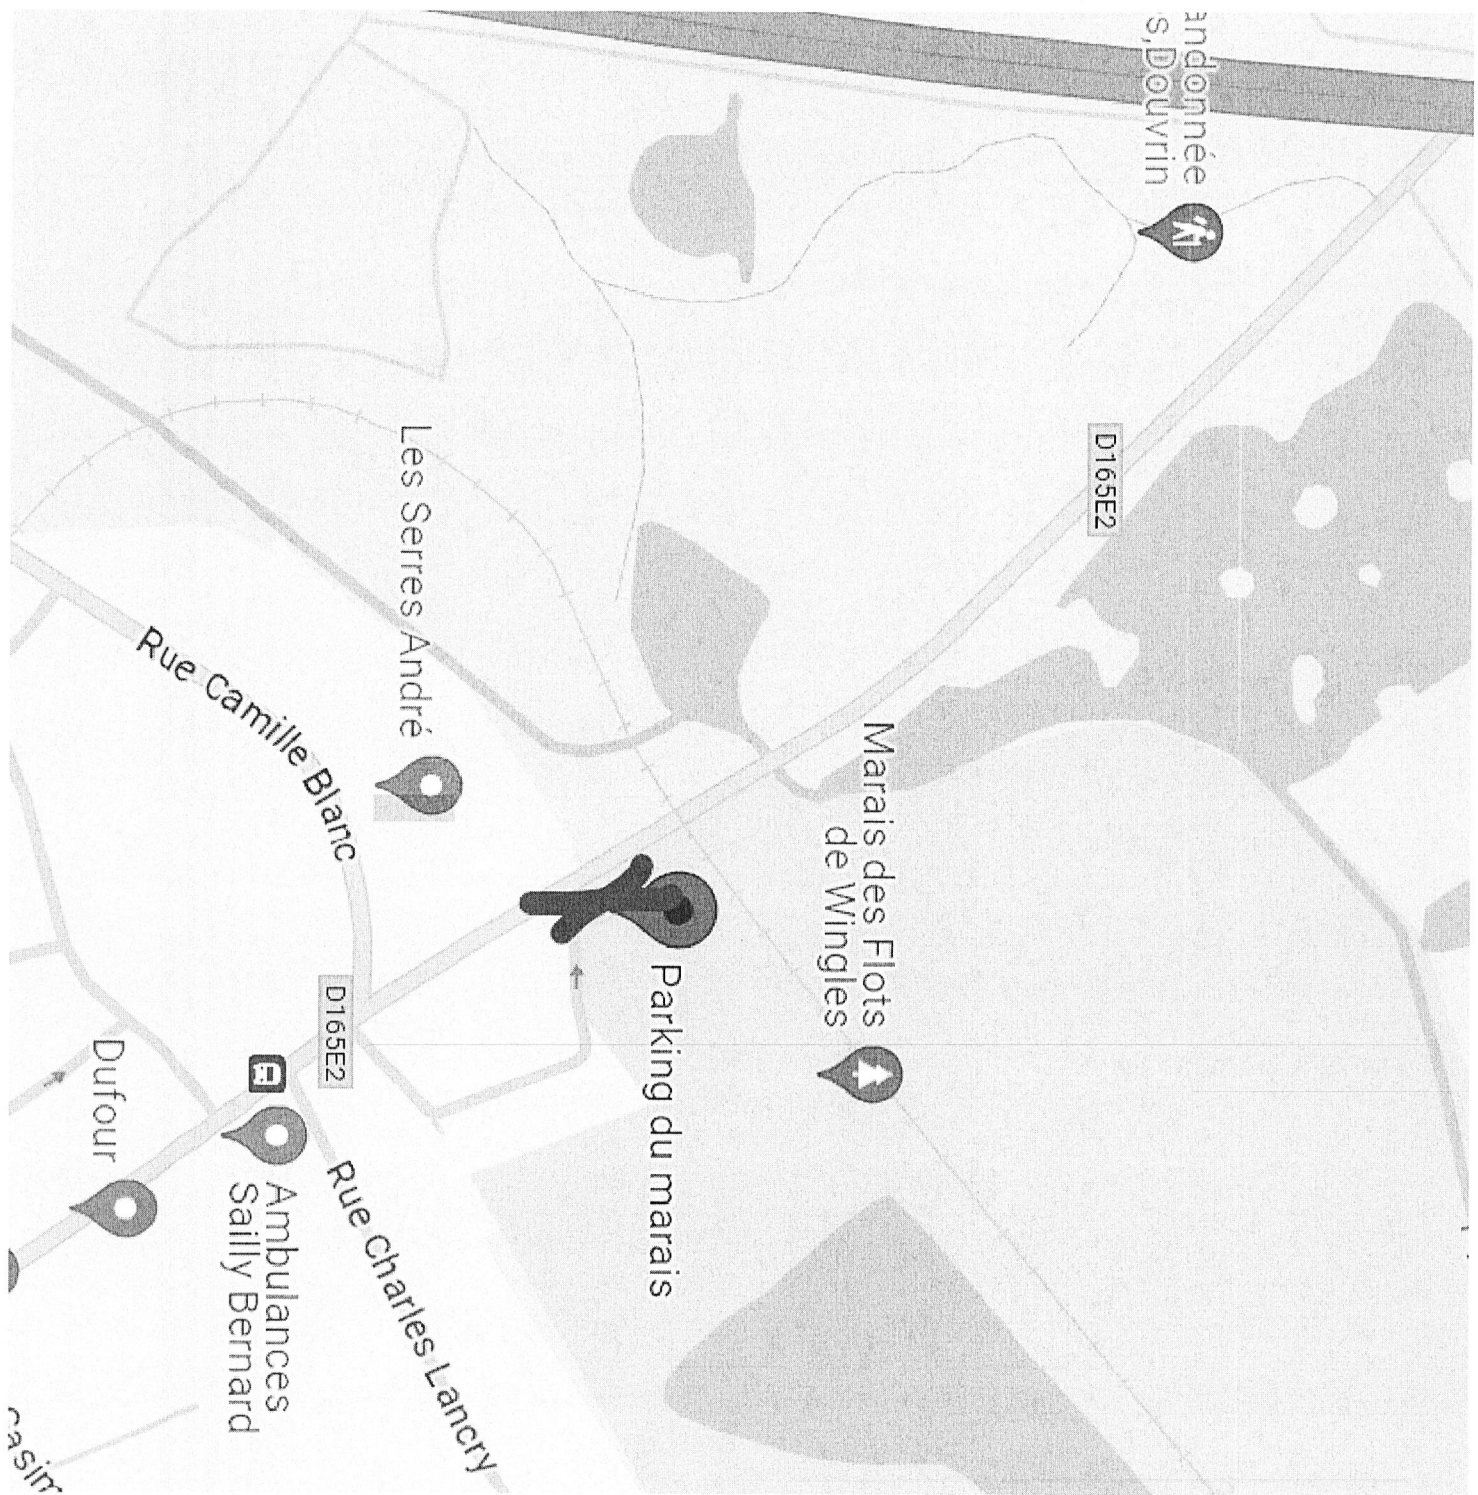 andonnée
s,Douvrin
D165E2
Marais des Flots
de Wingles
Les Serres André
Rue Camille Blanc
Parking du marais
D165E2
Dufour
Ambulances
Sailly Bernard
Rue Charles Lancry
Casim